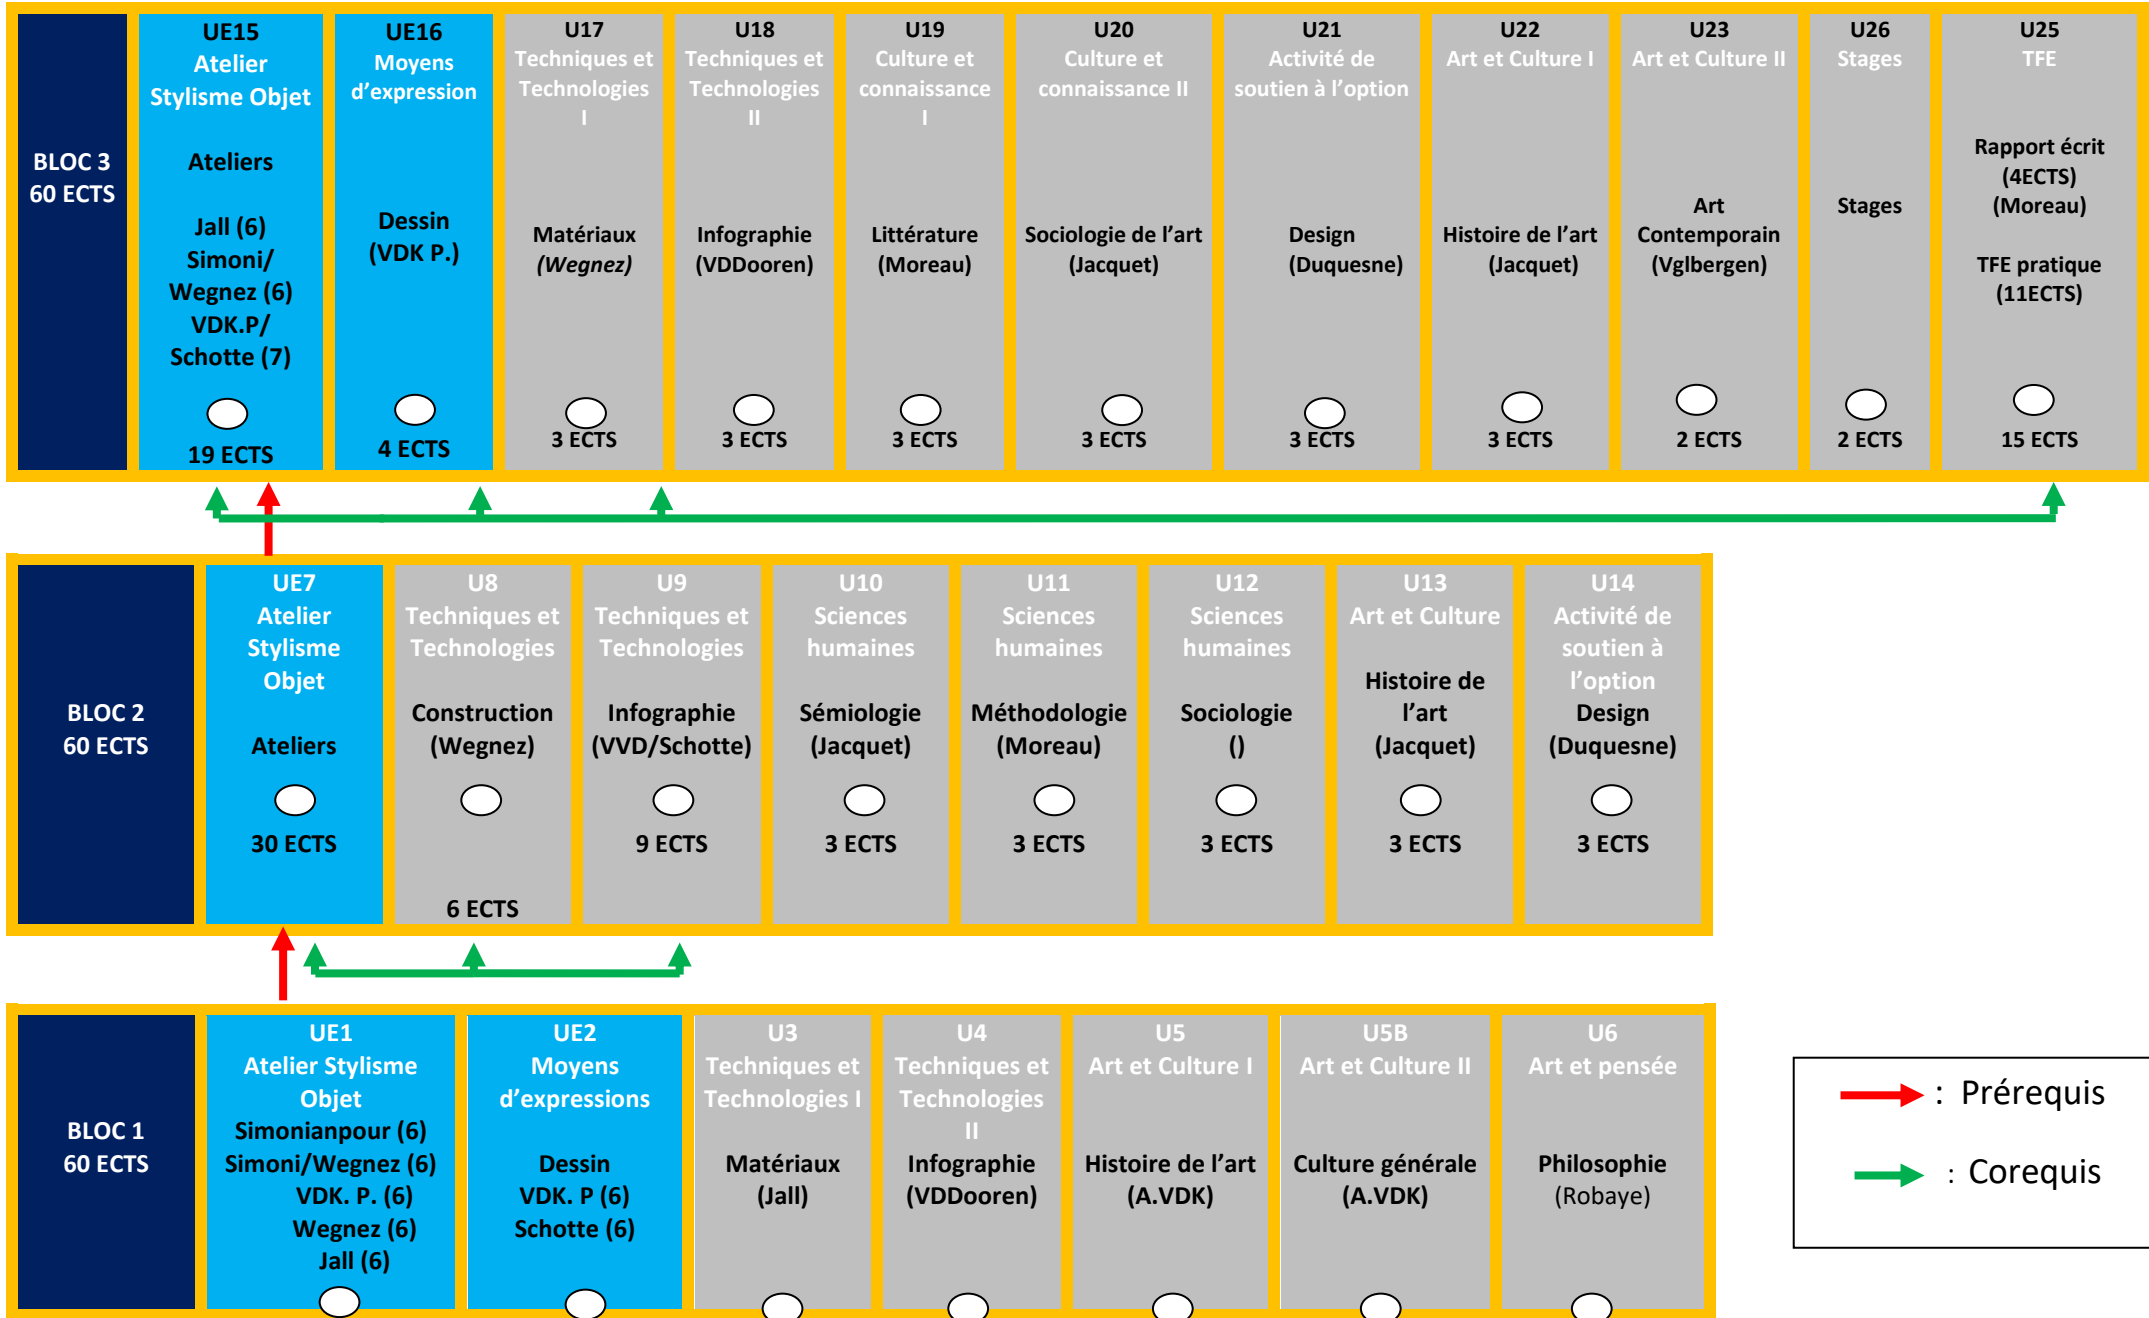 BLOC 3
60 ECTS
UE15
Atelier
Stylisme Objet
Ateliers
Jall (6)
Simoni/
Wegnez (6)
VDK.P/
Schotte (7)
19 ECTS
UE16
Moyens
d’expression
Dessin
(VDK P.)
4 ECTS
U17
Techniques et
Technologies
I
Matériaux
(Wegnez)
3 ECTS
U18
Techniques et
Technologies
II
Infographie
(VDDooren)
3 ECTS
U19
Culture et
connaissance
I
Littérature
(Moreau)
3 ECTS
U20
Culture et
connaissance II
Sociologie de l’art
(Jacquet)
3 ECTS
U21
Activité de
soutien à l’option
Design
(Duquesne)
3 ECTS
U22
Art et Culture I
Histoire de l’art
(Jacquet)
3 ECTS
U23
Art et Culture II
Art
Contemporain
(Vglbergen)
2 ECTS
U26
Stages
Stages
2 ECTS
U25
TFE
Rapport écrit
(4ECTS)
(Moreau)
TFE pratique
(11ECTS)
15 ECTS
BLOC 2
60 ECTS
UE7
Atelier
Stylisme
Objet
Ateliers
30 ECTS
U8
Techniques et
Technologies
Construction
(Wegnez)
6 ECTS
U9
Techniques et
Technologies
Infographie
(VVD/Schotte)
9 ECTS
U10
Sciences
humaines
Sémiologie
(Jacquet)
3 ECTS
U11
Sciences
humaines
Méthodologie
(Moreau)
3 ECTS
U12
Sciences
humaines
Sociologie
()
3 ECTS
U13
Art et Culture
Histoire de
l’art
(Jacquet)
3 ECTS
U14
Activité de
soutien à
l’option
Design
(Duquesne)
3 ECTS
BLOC 1
60 ECTS
UE1
Atelier Stylisme
Objet
Simonianpour (6)
Simoni/Wegnez (6)
VDK. P. (6)
Wegnez (6)
Jall (6)
UE2
Moyens
d’expressions
Dessin
VDK. P (6)
Schotte (6)
U3
Techniques et
Technologies I
Matériaux
(Jall)
U4
Techniques et
Technologies
II
Infographie
(VDDooren)
U5
Art et Culture I
Histoire de l’art
(A.VDK)
U5B
Art et Culture II
Culture générale
(A.VDK)
U6
Art et pensée
Philosophie
(Robaye)
: Prérequis
: Corequis